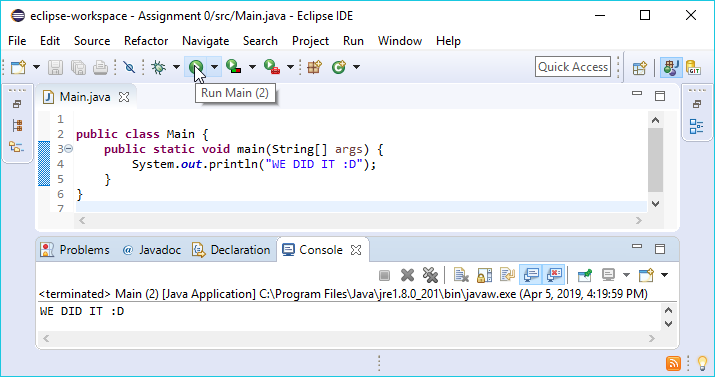 eclipse-workspace - Assignment 0/src/Main.java - Eclipse IDE
File Edit Source Refactor Navigate Search Project Run Window Help
Quick Access
GIT
Run Main (2)
Main.java
1
2 public class Main {
3 public static void main(String[] args) {
4 System.out.println("WE DID IT :D");
5 }
6 }
7
Problems @ Javadoc Declaration Console
<terminated> Main (2) [Java Application] C:\Program Files\Java\jre1.8.0_201\bin\javaw.exe (Apr 5, 2019, 4:19:59 PM)
WE DID IT :D